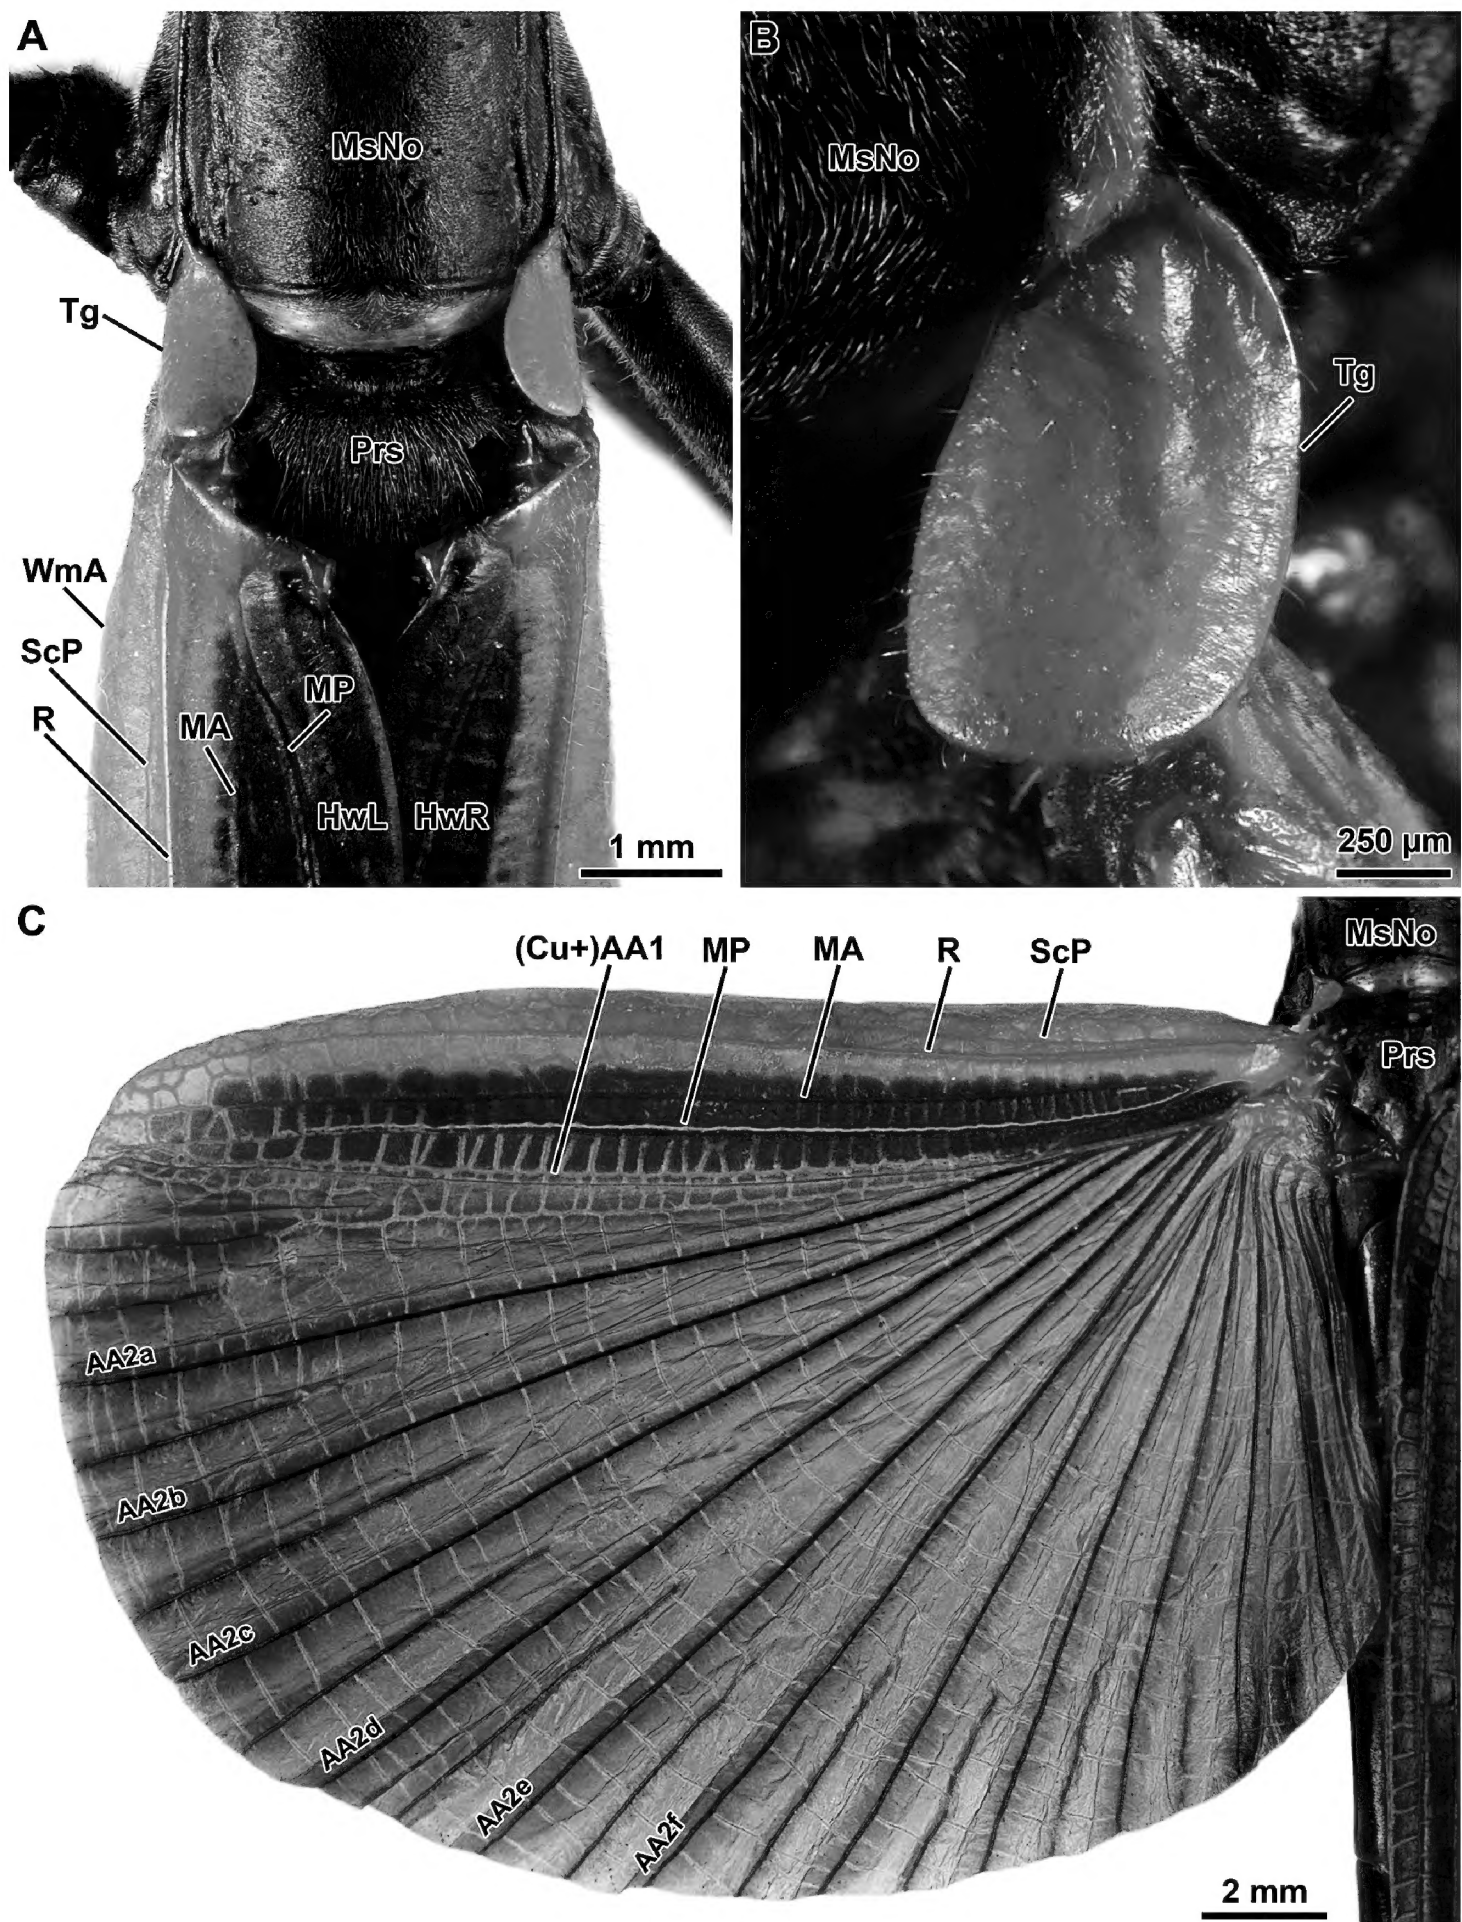 A
MsNo
Tg
Prs
WmA
ScP
R
MA
MP
HwL
HwR
1 mm
B
MsNo
Tg
250 µm
C
(Cu+)AA1
MP
MA
R
ScP
MsNo
Prs
AA2a
AA2b
AA2c
AA2d
AA2e
AA2f
2 mm